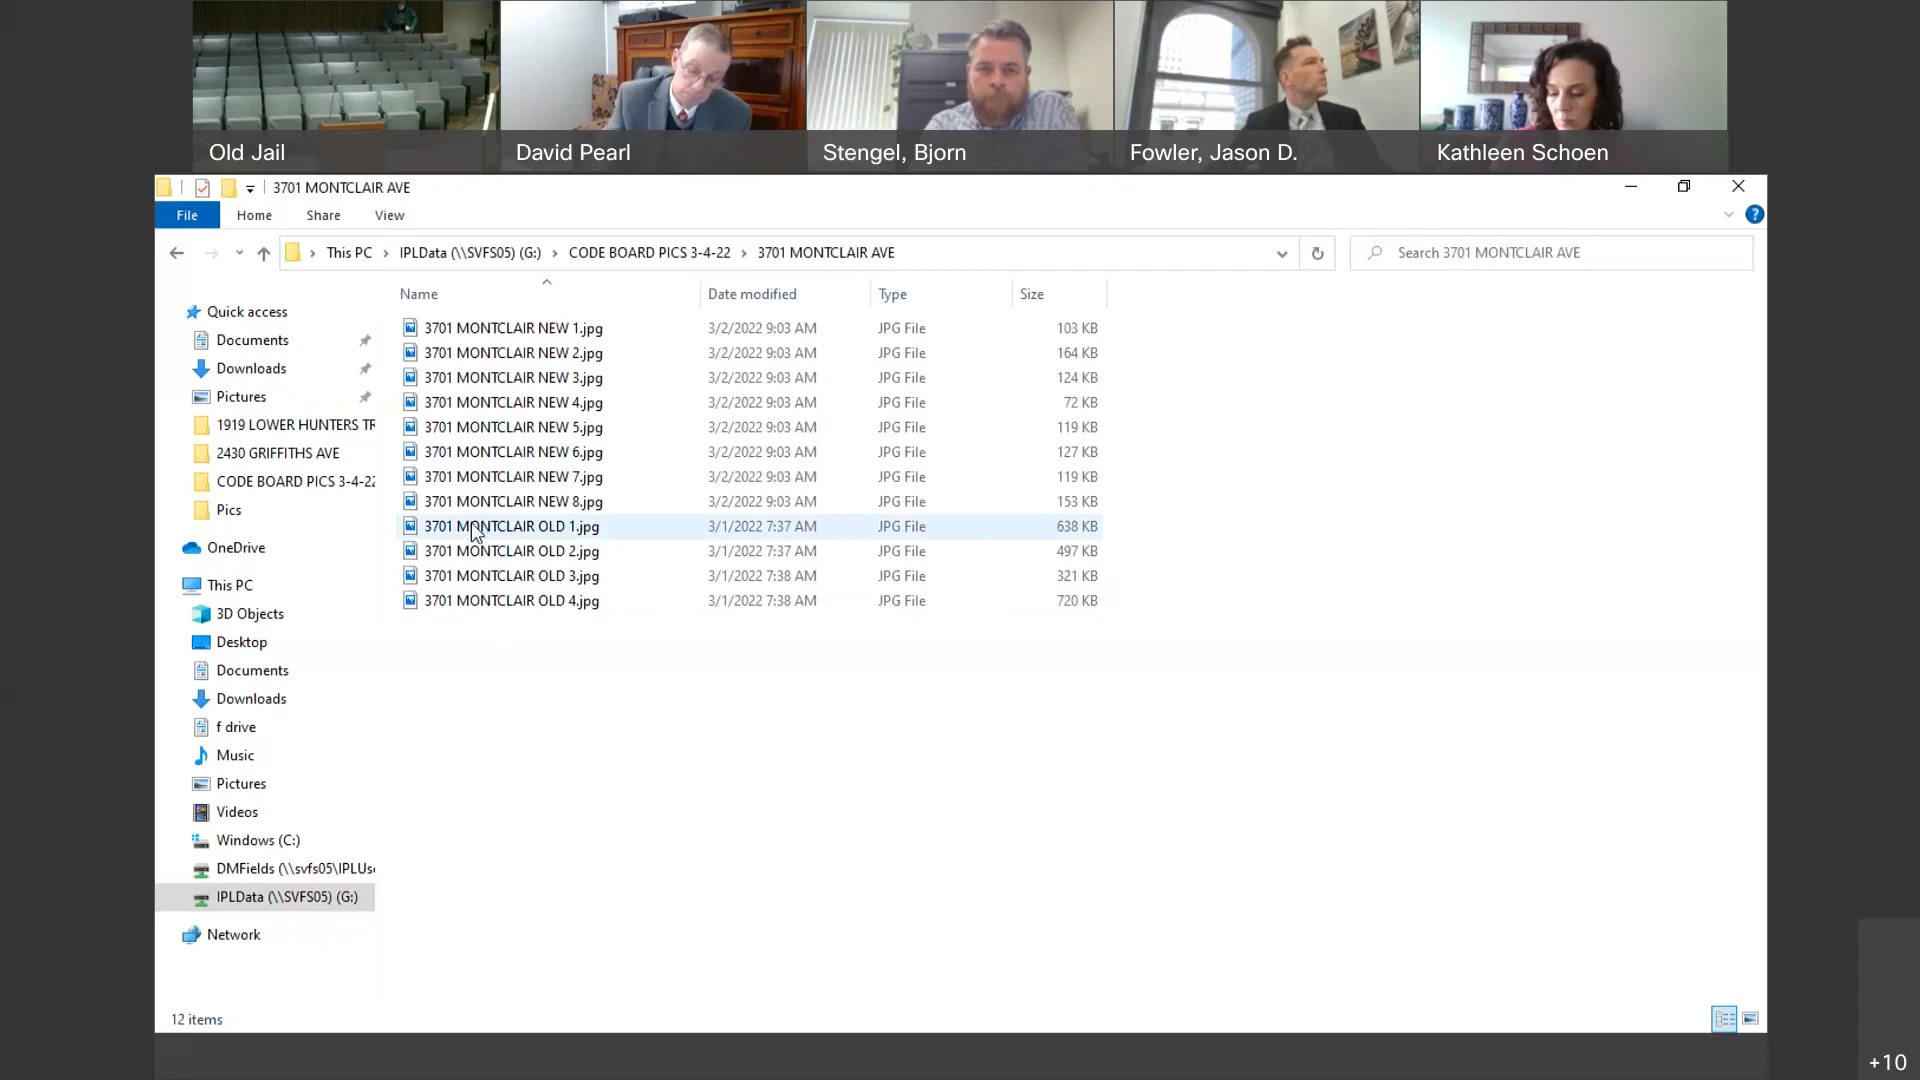 Old Jail
David Pearl
Stengel, Bjorn
Fowler, Jason D.
Kathleen Schoen
3701 MONTCLAIR AVE
File Home Share View
This PC > IPLData (\\SVFS05) (G:) > CODE BOARD PICS 3-4-22 > 3701 MONTCLAIR AVE
Search 3701 MONTCLAIR AVE
Quick access
Documents
Downloads
Pictures
1919 LOWER HUNTERS TR
2430 GRIFFITHS AVE
CODE BOARD PICS 3-4-22
Pics
OneDrive
This PC
3D Objects
Desktop
Documents
Downloads
f drive
Music
Pictures
Videos
Windows (C:)
DMFields (\\svfs05\IPLUse
IPLData (\\SVFS05) (G:)
Network
Name Date modified Type Size
3701 MONTCLAIR NEW 1.jpg 3/2/2022 9:03 AM JPG File 103 KB
3701 MONTCLAIR NEW 2.jpg 3/2/2022 9:03 AM JPG File 164 KB
3701 MONTCLAIR NEW 3.jpg 3/2/2022 9:03 AM JPG File 124 KB
3701 MONTCLAIR NEW 4.jpg 3/2/2022 9:03 AM JPG File 72 KB
3701 MONTCLAIR NEW 5.jpg 3/2/2022 9:03 AM JPG File 119 KB
3701 MONTCLAIR NEW 6.jpg 3/2/2022 9:03 AM JPG File 127 KB
3701 MONTCLAIR NEW 7.jpg 3/2/2022 9:03 AM JPG File 119 KB
3701 MONTCLAIR NEW 8.jpg 3/2/2022 9:03 AM JPG File 153 KB
3701 MONTCLAIR OLD 1.jpg 3/1/2022 7:37 AM JPG File 638 KB
3701 MONTCLAIR OLD 2.jpg 3/1/2022 7:37 AM JPG File 497 KB
3701 MONTCLAIR OLD 3.jpg 3/1/2022 7:38 AM JPG File 321 KB
3701 MONTCLAIR OLD 4.jpg 3/1/2022 7:38 AM JPG File 720 KB
12 items
+10